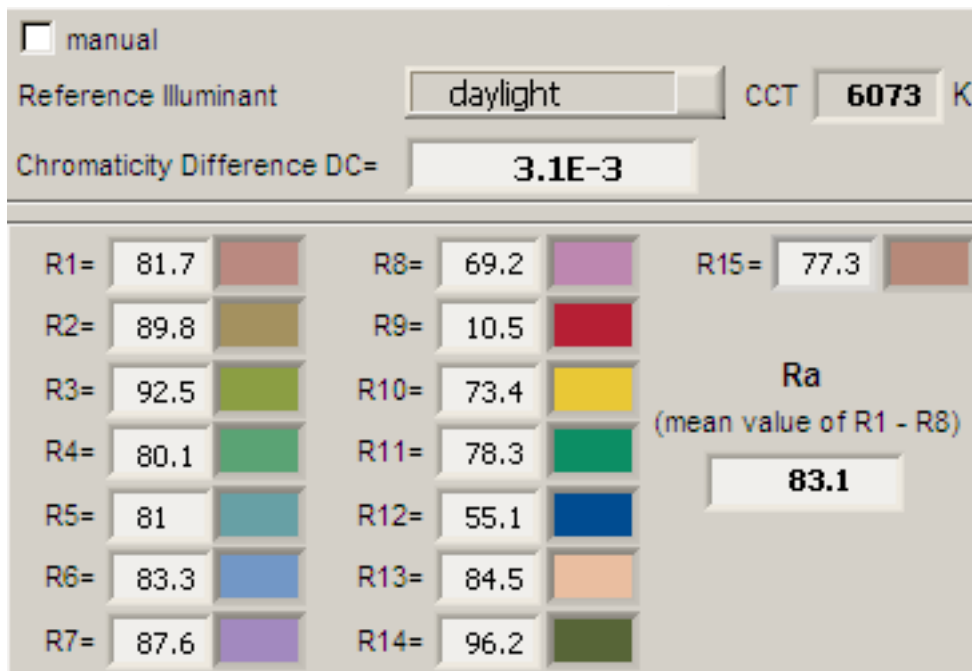 manual
Reference Illuminant daylight CCT 6073 K
Chromaticity Difference DC= 3.1E-3
R1= 81.7 R8= 69.2 R15= 77.3
R2= 89.8 R9= 10.5
R3= 92.5 R10= 73.4 Ra
R4= 80.1 R11= 78.3 (mean value of R1 - R8)
R5= 81 R12= 55.1 83.1
R6= 83.3 R13= 84.5
R7= 87.6 R14= 96.2